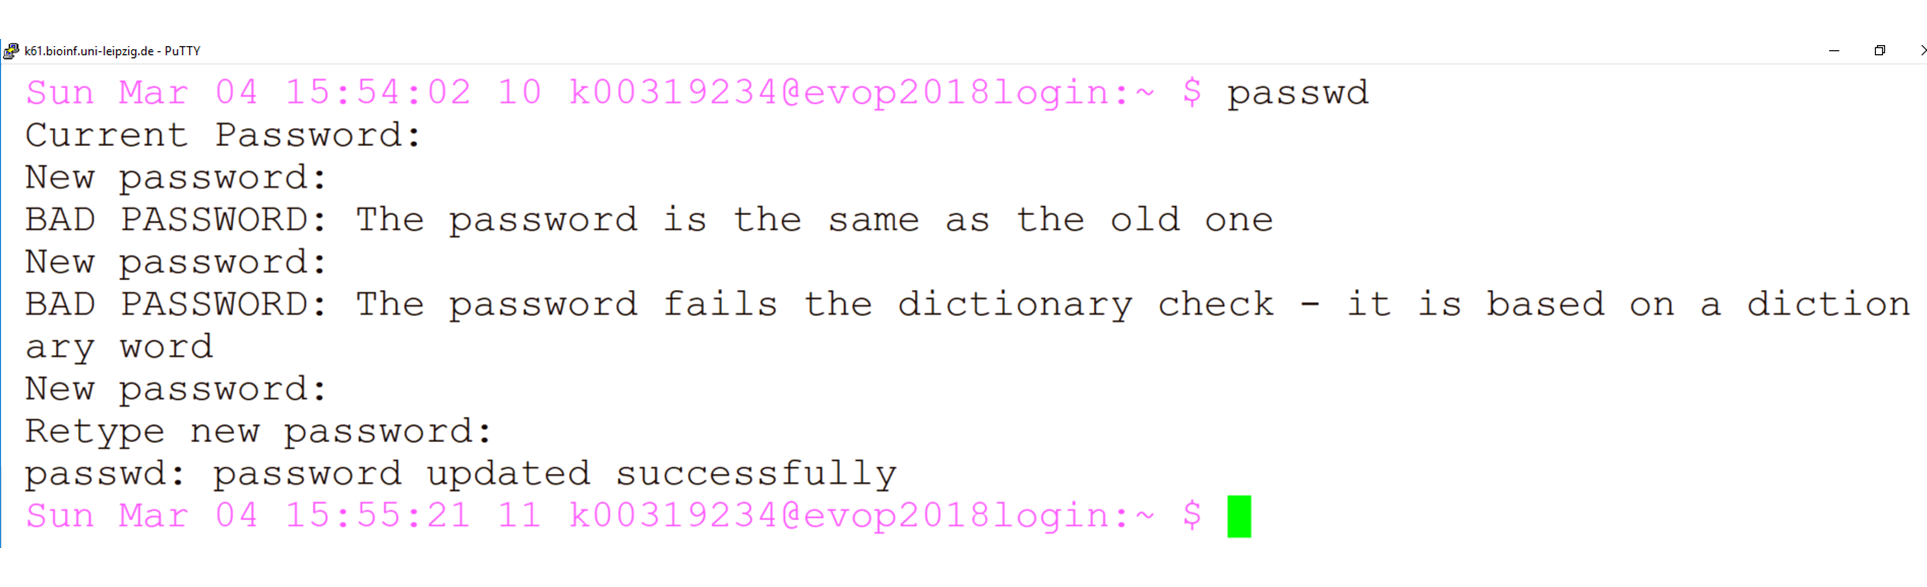 k61.bioinf.uni-leipzig.de - PuTTY
Sun Mar 04 15:54:02 10 k00319234@evop2018login:~ $ passwd
Current Password:
New password:
BAD PASSWORD: The password is the same as the old one
New password:
BAD PASSWORD: The password fails the dictionary check - it is based on a diction
ary word
New password:
Retype new password:
passwd: password updated successfully
Sun Mar 04 15:55:21 11 k00319234@evop2018login:~ $